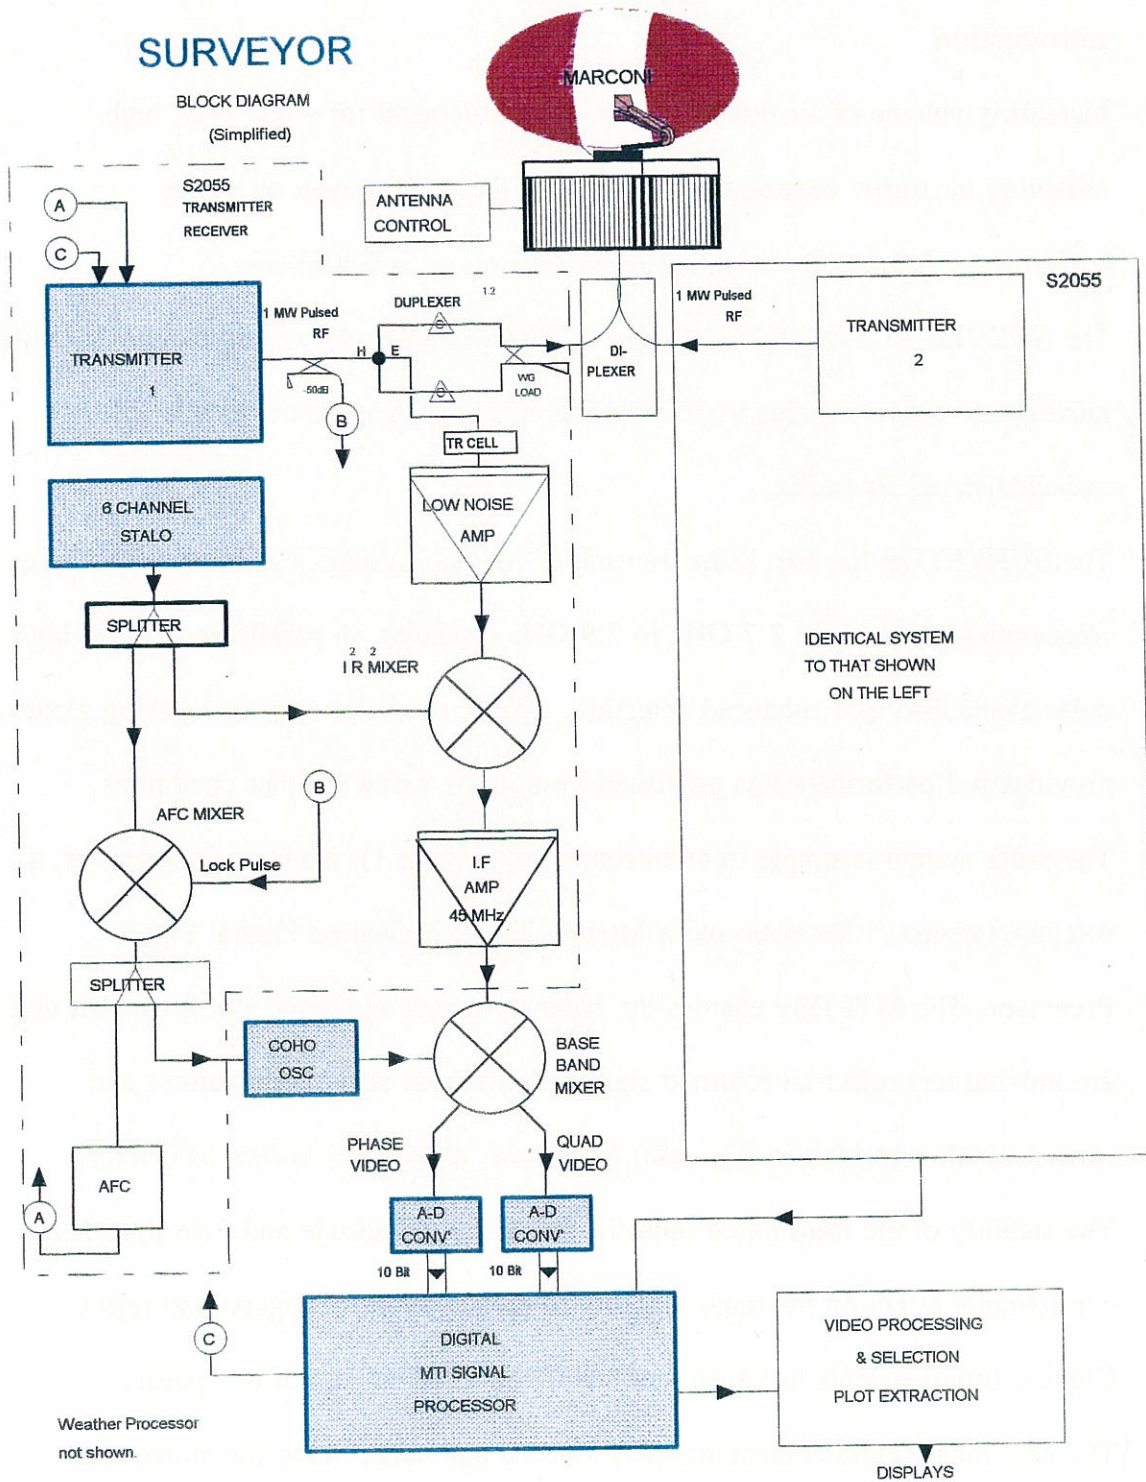 SURVEYOR
BLOCK DIAGRAM
(Simplified)
MARCONI
S2055
TRANSMITTER
RECEIVER
A
C
ANTENNA
CONTROL
TRANSMITTER
1
1 MW Pulsed
RF
-50dB
B
H
E
DUPLEXER
1.2
WG
LOAD
DI-
PLEXER
1 MW Pulsed
RF
S2055
TRANSMITTER
2
TR CELL
LOW NOISE
AMP
6 CHANNEL
STALO
SPLITTER
2 2
I R MIXER
IDENTICAL SYSTEM
TO THAT SHOWN
ON THE LEFT
AFC MIXER
B
Lock Pulse
I.F
AMP
45 MHz
SPLITTER
COHO
OSC
BASE
BAND
MIXER
PHASE
VIDEO
QUAD
VIDEO
AFC
A
A-D
CONV'
A-D
CONV'
10 Bit
10 Bit
C
DIGITAL
MTI SIGNAL
PROCESSOR
VIDEO PROCESSING
& SELECTION
PLOT EXTRACTION
Weather Processor
not shown.
DISPLAYS